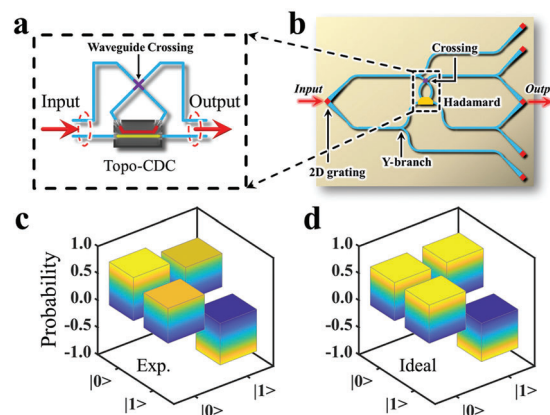 a
Waveguide Crossing
Input
Output
Topo-CDC
b
Crossing
Input
Outp
Hadamard
Y-branch
2D grating
c
Probability
1.0
0.5
0.0
-0.5
-1.0
Exp.
|0>
|1>
|0>
|1>
d
1.0
0.5
0.0
-0.5
-1.0
Ideal
|0>
|1>
|0>
|1>